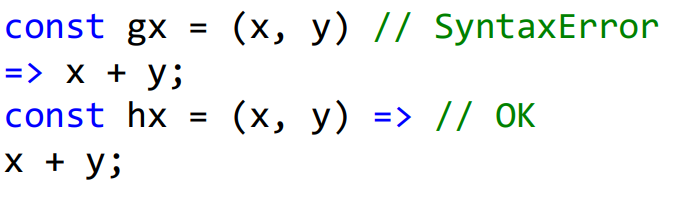 const gx = (x, y) // SyntaxError
=> x + y;
const hx = (x, y) => // OK
x + y;